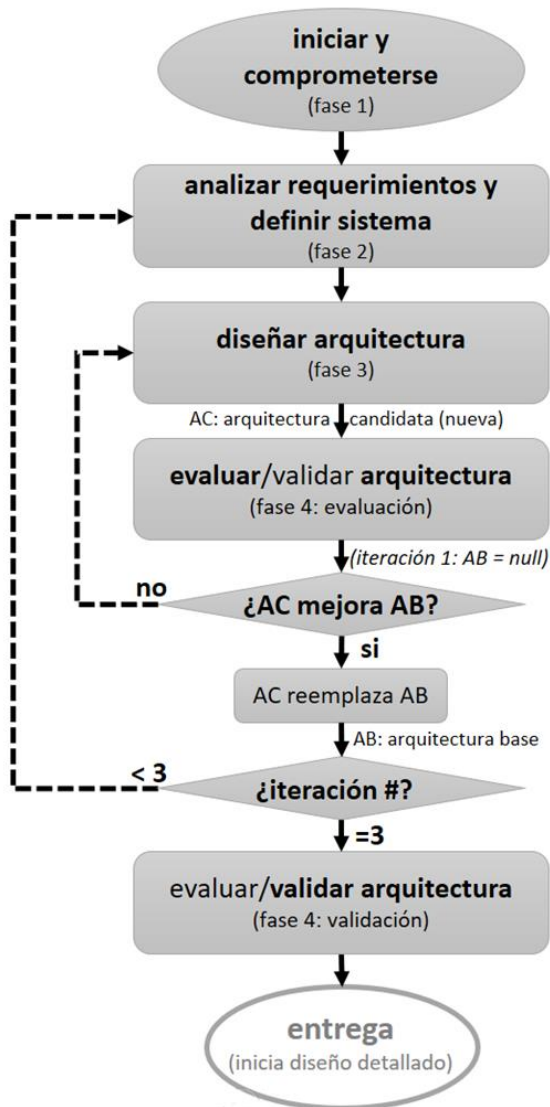 iniciar y
comprometerse
(fase 1)
analizar requerimientos y
definir sistema
(fase 2)
diseñar arquitectura
(fase 3)
AC: arquitectura candidata (nueva)
evaluar/validar arquitectura
(fase 4: evaluación)
(iteración 1: AB = null)
no
¿AC mejora AB?
si
AC reemplaza AB
AB: arquitectura base
< 3
¿iteración #?
=3
evaluar/validar arquitectura
(fase 4: validación)
entrega
(inicia diseño detallado)